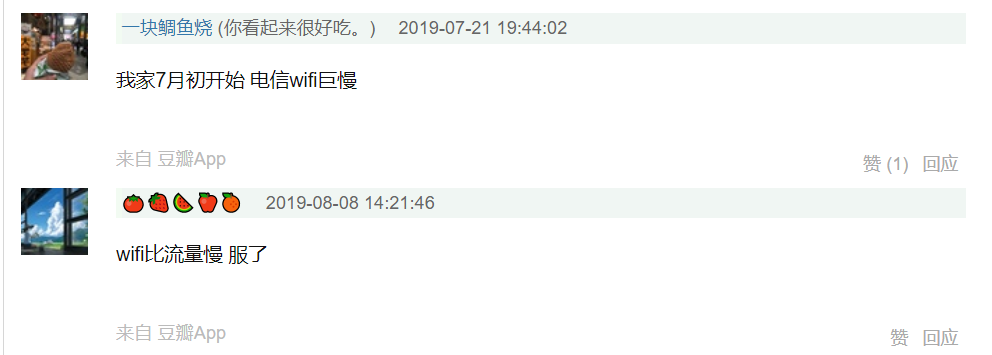 一块鲷鱼烧 (你看起来很好吃。) 2019-07-21 19:44:02
我家7月初开始 电信wifi巨慢
来自 豆瓣App
赞 (1) 回应
🍅🍓🍉🍎🍊 2019-08-08 14:21:46
wifi比流量慢 服了
来自 豆瓣App
赞 回应